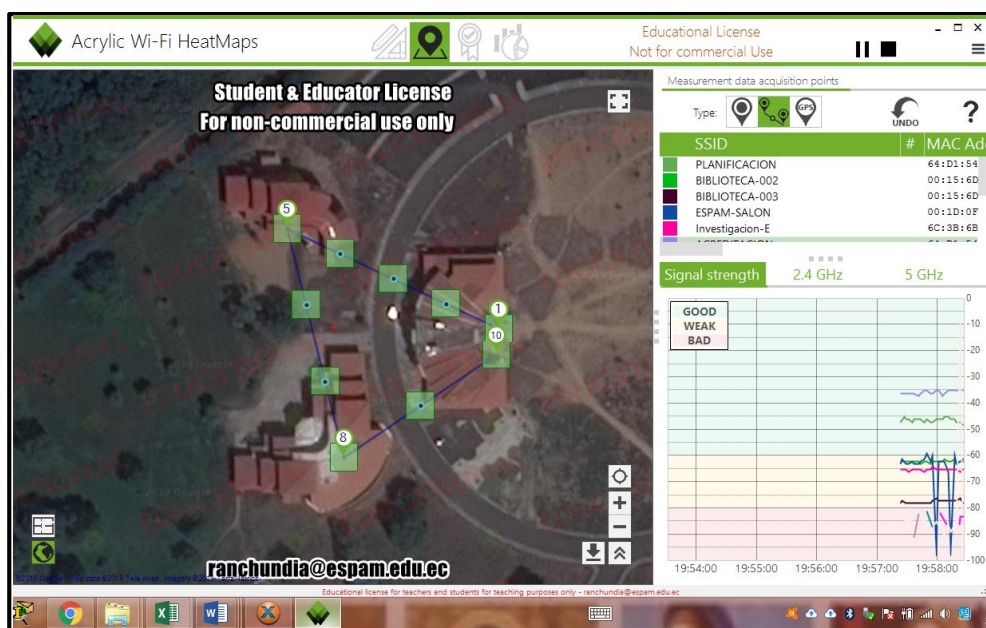 Acrylic Wi-Fi HeatMaps
Educational License
Not for commercial Use
Student & Educator License
For non-commercial use only
5
1
10
8
ranchundia@espam.edu.ec
Measurement data acquisition points
Type:
GPS
UNDO
?
SSID # MAC Add
PLANIFICACION 64:D1:54
BIBLIOTECA-002 00:15:6D
BIBLIOTECA-003 00:15:6D
ESPAM-SALON 00:1D:0F
Investigacion-E 6C:3B:6B
ACREDITACION 64:D1:54
Signal strength 2.4 GHz 5 GHz
GOOD
WEAK
BAD
0
-10
-20
-30
-40
-50
-60
-70
-80
-90
-100
19:54:00 19:55:00 19:56:00 19:57:00 19:58:00
Educational license for teachers and students for teaching purposes only - ranchundia@espam.edu.ec